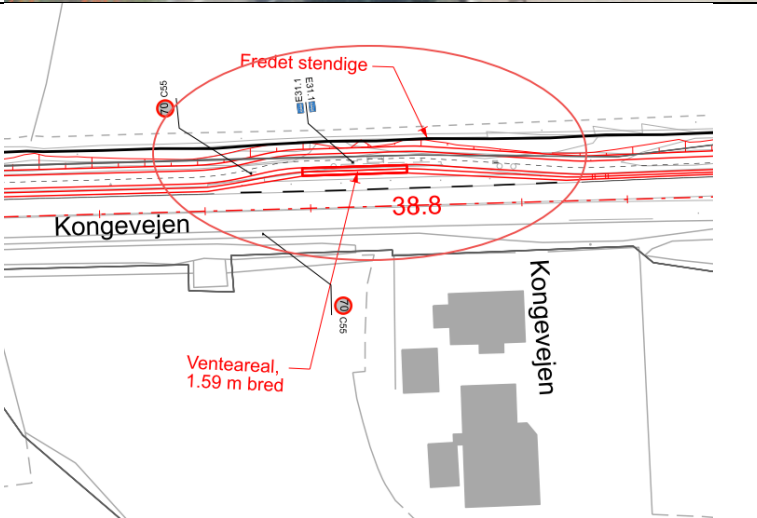 Fredet stendige
70 C55
E31.1
E31.1
38.8
Kongevejen
70 C55
Kongevejen
Venteareal,
1.59 m bred